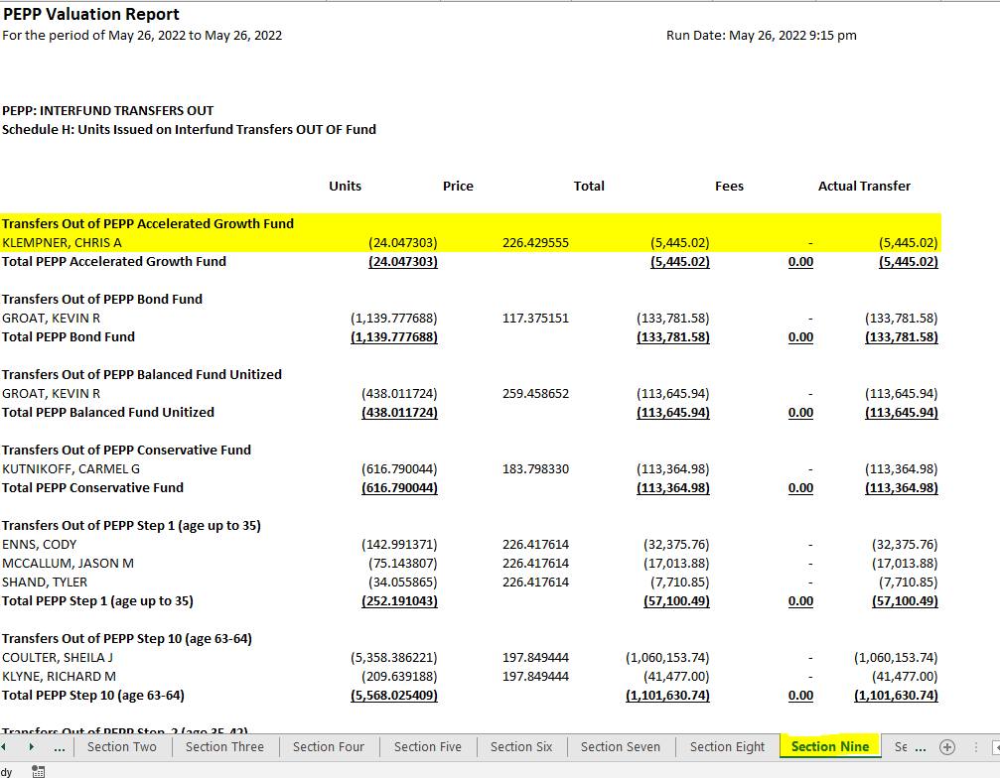 PEPP Valuation Report
For the period of May 26, 2022 to May 26, 2022 Run Date: May 26, 2022 9:15 pm
PEPP: INTERFUND TRANSFERS OUT
Schedule H: Units Issued on Interfund Transfers OUT OF Fund
Units Price Total Fees Actual Transfer
Transfers Out of PEPP Accelerated Growth Fund
KLEMPNER, CHRIS A (24.047303) 226.429555 (5,445.02) - (5,445.02)
Total PEPP Accelerated Growth Fund (24.047303) (5,445.02) 0.00 (5,445.02)
Transfers Out of PEPP Bond Fund
GROAT, KEVIN R (1,139.777688) 117.375151 (133,781.58) - (133,781.58)
Total PEPP Bond Fund (1,139.777688) (133,781.58) 0.00 (133,781.58)
Transfers Out of PEPP Balanced Fund Unitized
GROAT, KEVIN R (438.011724) 259.458652 (113,645.94) - (113,645.94)
Total PEPP Balanced Fund Unitized (438.011724) (113,645.94) 0.00 (113,645.94)
Transfers Out of PEPP Conservative Fund
KUTNIKOFF, CARMEL G (616.790044) 183.798330 (113,364.98) - (113,364.98)
Total PEPP Conservative Fund (616.790044) (113,364.98) 0.00 (113,364.98)
Transfers Out of PEPP Step 1 (age up to 35)
ENNS, CODY (142.991371) 226.417614 (32,375.76) - (32,375.76)
MCCALLUM, JASON M (75.143807) 226.417614 (17,013.88) - (17,013.88)
SHAND, TYLER (34.055865) 226.417614 (7,710.85) - (7,710.85)
Total PEPP Step 1 (age up to 35) (252.191043) (57,100.49) 0.00 (57,100.49)
Transfers Out of PEPP Step 10 (age 63-64)
COULTER, SHEILA J (5,358.386221) 197.849444 (1,060,153.74) - (1,060,153.74)
KLYNE, RICHARD M (209.639188) 197.849444 (41,477.00) - (41,477.00)
Total PEPP Step 10 (age 63-64) (5,568.025409) (1,101,630.74) 0.00 (1,101,630.74)
Transfers Out of PEPP Step 2 (age 35-42)
... Section Two Section Three Section Four Section Five Section Six Section Seven Section Eight Section Nine Se ...
dy